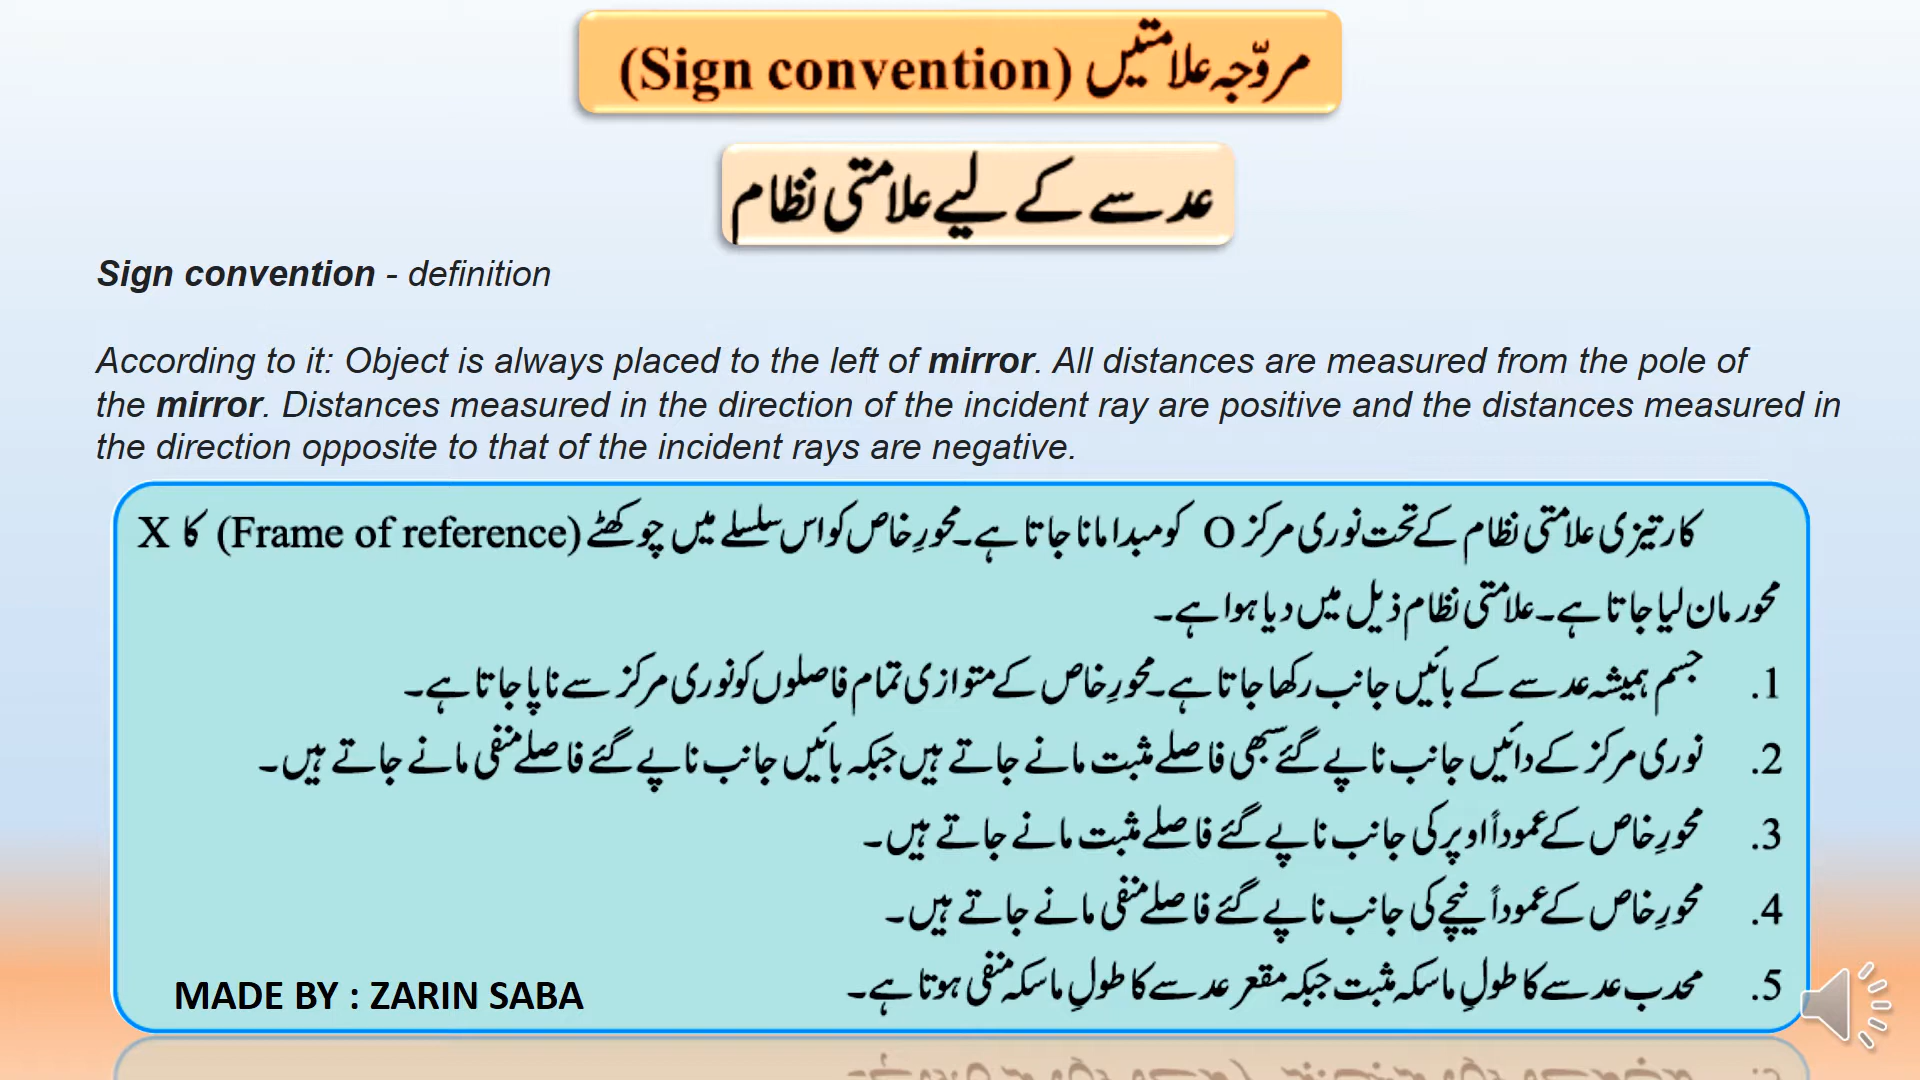 مروّجہ علامتیں (Sign convention)
عدسے کے لیے علامتی نظام
Sign convention - definition
According to it: Object is always placed to the left of mirror. All distances are measured from the pole of
the mirror. Distances measured in the direction of the incident ray are positive and the distances measured in
the direction opposite to that of the incident rays are negative.
کارتیزی علامتی نظام کے تحت نوری مرکز O کو مبدا مانا جاتا ہے۔ محورِ خاص کو اس سلسلے میں چوکھٹے (Frame of reference) کا X
محور مان لیا جاتا ہے۔ علامتی نظام ذیل میں دیا ہوا ہے۔
1. جسم ہمیشہ عدسے کے بائیں جانب رکھا جاتا ہے۔ محورِ خاص کے متوازی تمام فاصلوں کو نوری مرکز سے ناپا جاتا ہے۔
2. نوری مرکز کے دائیں جانب ناپے گئے سبھی فاصلے مثبت مانے جاتے ہیں جبکہ بائیں جانب ناپے گئے فاصلے منفی مانے جاتے ہیں۔
3. محورِ خاص کے عموداً اوپر کی جانب ناپے گئے فاصلے مثبت مانے جاتے ہیں۔
4. محورِ خاص کے عموداً نیچے کی جانب ناپے گئے فاصلے منفی مانے جاتے ہیں۔
5. محدب عدسے کا طولِ ماسکہ مثبت جبکہ مقعر عدسے کا طولِ ماسکہ منفی ہوتا ہے۔
MADE BY : ZARIN SABA